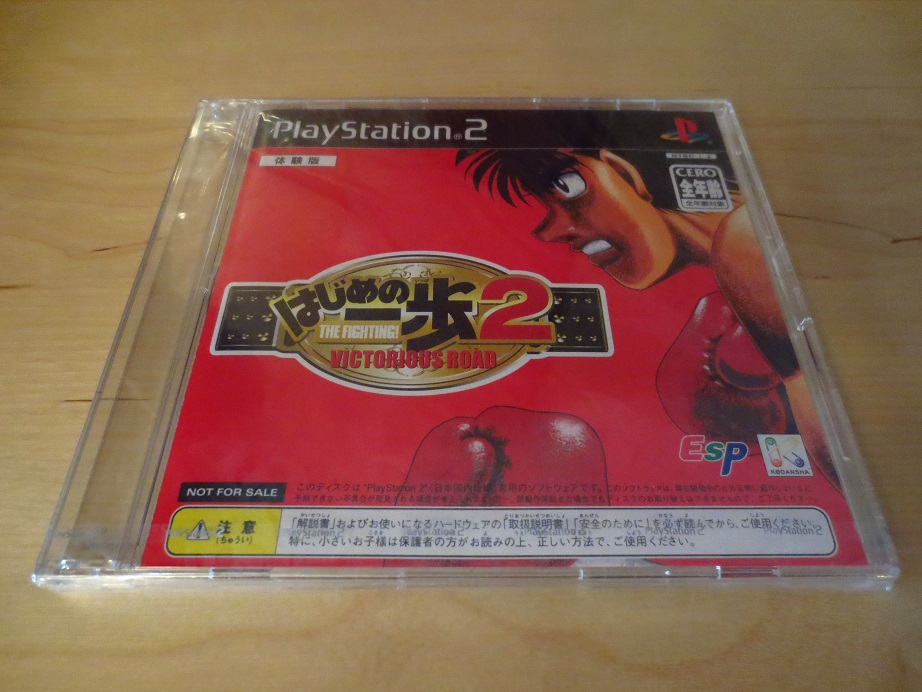 PlayStation®2
体験版
NTSC J
CERO
全年齢
全年齢対象
はじめの一歩2
THE FIGHTING!
VICTORIOUS ROAD
ESP
KODANSHA
このディスクは"PlayStation 2"(日本国内仕様)専用のソフトウェアです。
NOT FOR SALE
注意
(ちゅうい)
「解説書」およびお使いになるハードウェアの「取扱説明書」「安全のために」を必ず読んでから、ご使用ください。
特に、小さいお子様は保護者の方がお読みの上、正しい方法で、ご使用ください。